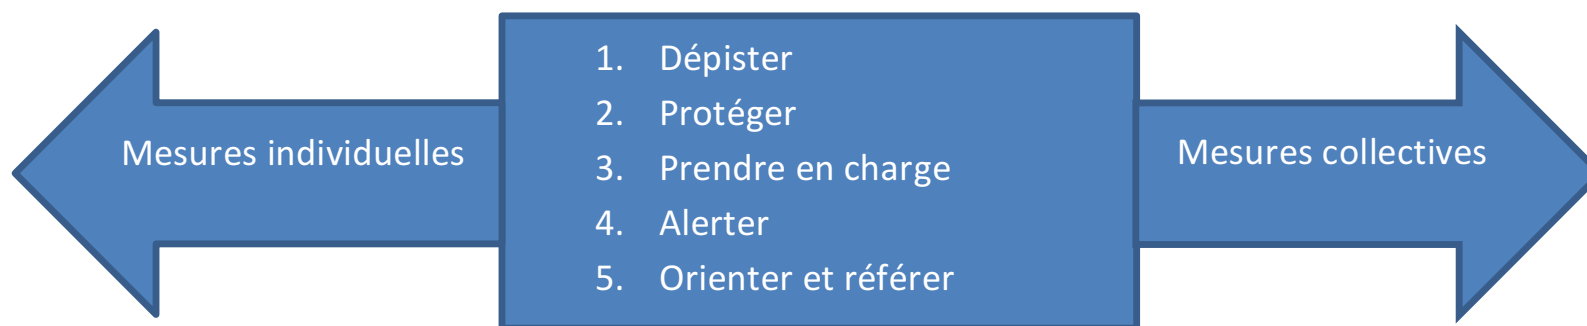 Mesures individuelles
1. Dépister
2. Protéger
3. Prendre en charge
4. Alerter
5. Orienter et référer
Mesures collectives